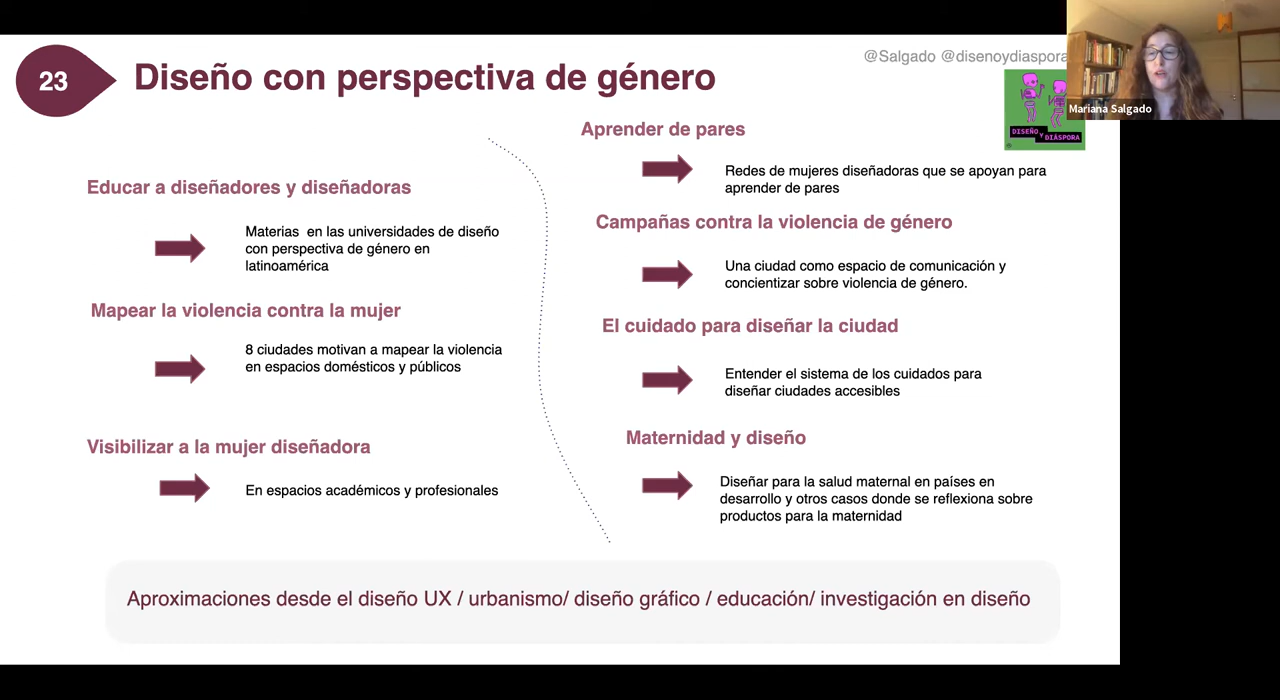 23
Diseño con perspectiva de género
@Salgado @disenoydiaspora
Mariana Salgado
DISEÑO
Y
DIÁSPORA
Educar a diseñadores y diseñadoras
Materias en las universidades de diseño
con perspectiva de género en
latinoamérica
Mapear la violencia contra la mujer
8 ciudades motivan a mapear la violencia
en espacios domésticos y públicos
Visibilizar a la mujer diseñadora
En espacios académicos y profesionales
Aprender de pares
Redes de mujeres diseñadoras que se apoyan para
aprender de pares
Campañas contra la violencia de género
Una ciudad como espacio de comunicación y
concientizar sobre violencia de género.
El cuidado para diseñar la ciudad
Entender el sistema de los cuidados para
diseñar ciudades accesibles
Maternidad y diseño
Diseñar para la salud maternal en países en
desarrollo y otros casos donde se reflexiona sobre
productos para la maternidad
Aproximaciones desde el diseño UX / urbanismo/ diseño gráfico / educación/ investigación en diseño